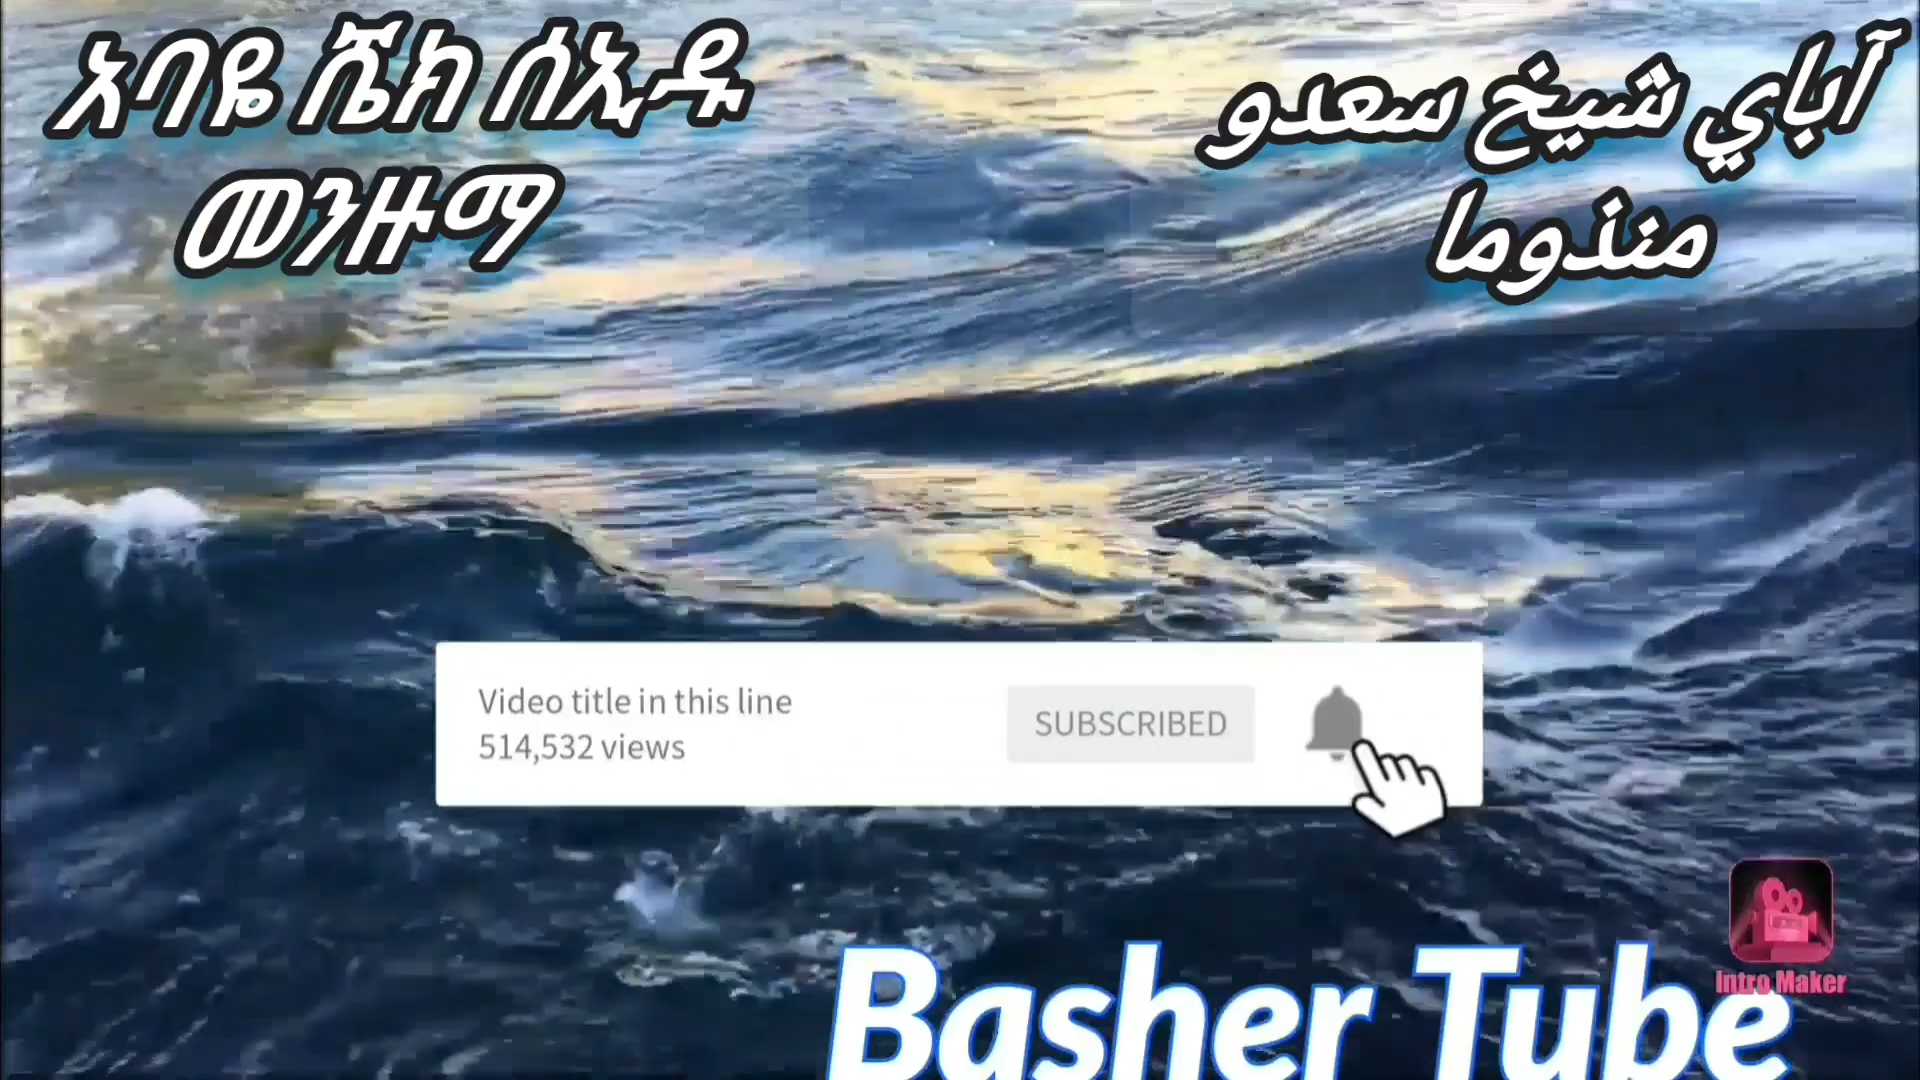 አባዬ ሼክ ሰኢዱ
መንዙማ
آباي شيخ سعدو
منذوما
Video title in this line
514,532 views
SUBSCRIBED
Intro Maker
Basher Tube